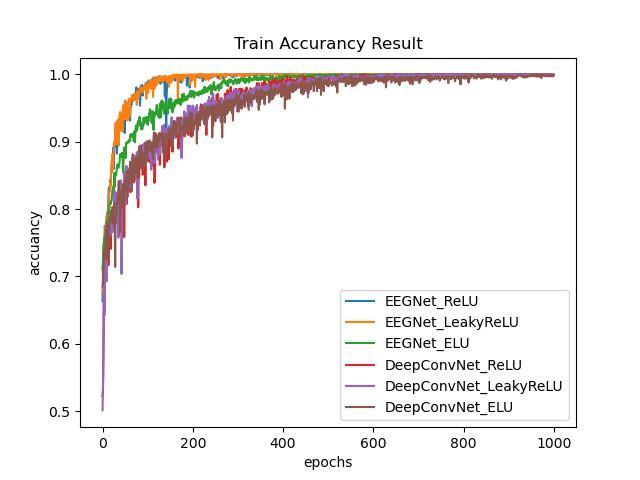 Train Accurancy Result
accuancy
1.0
0.9
0.8
0.7
0.6
0.5
EEGNet_ReLU
EEGNet_LeakyReLU
EEGNet_ELU
DeepConvNet_ReLU
DeepConvNet_LeakyReLU
DeepConvNet_ELU
0 200 400 600 800 1000
epochs